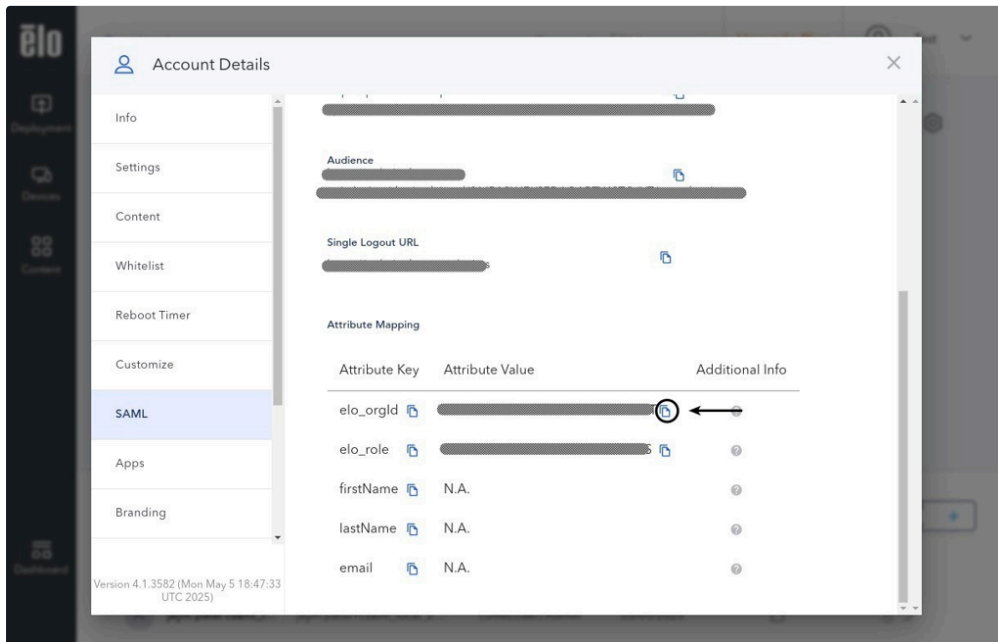 ēlo
Account Details
Deployment
Devices
Content
Dashboard
Info
Settings
Content
Whitelist
Reboot Timer
Customize
SAML
Apps
Branding
Version 4.1.3582 (Mon May 5 18:47:33
UTC 2025)
Audience
Single Logout URL
Attribute Mapping
Attribute Key Attribute Value Additional Info
elo_orgId
elo_role
firstName N.A.
lastName N.A.
email N.A.